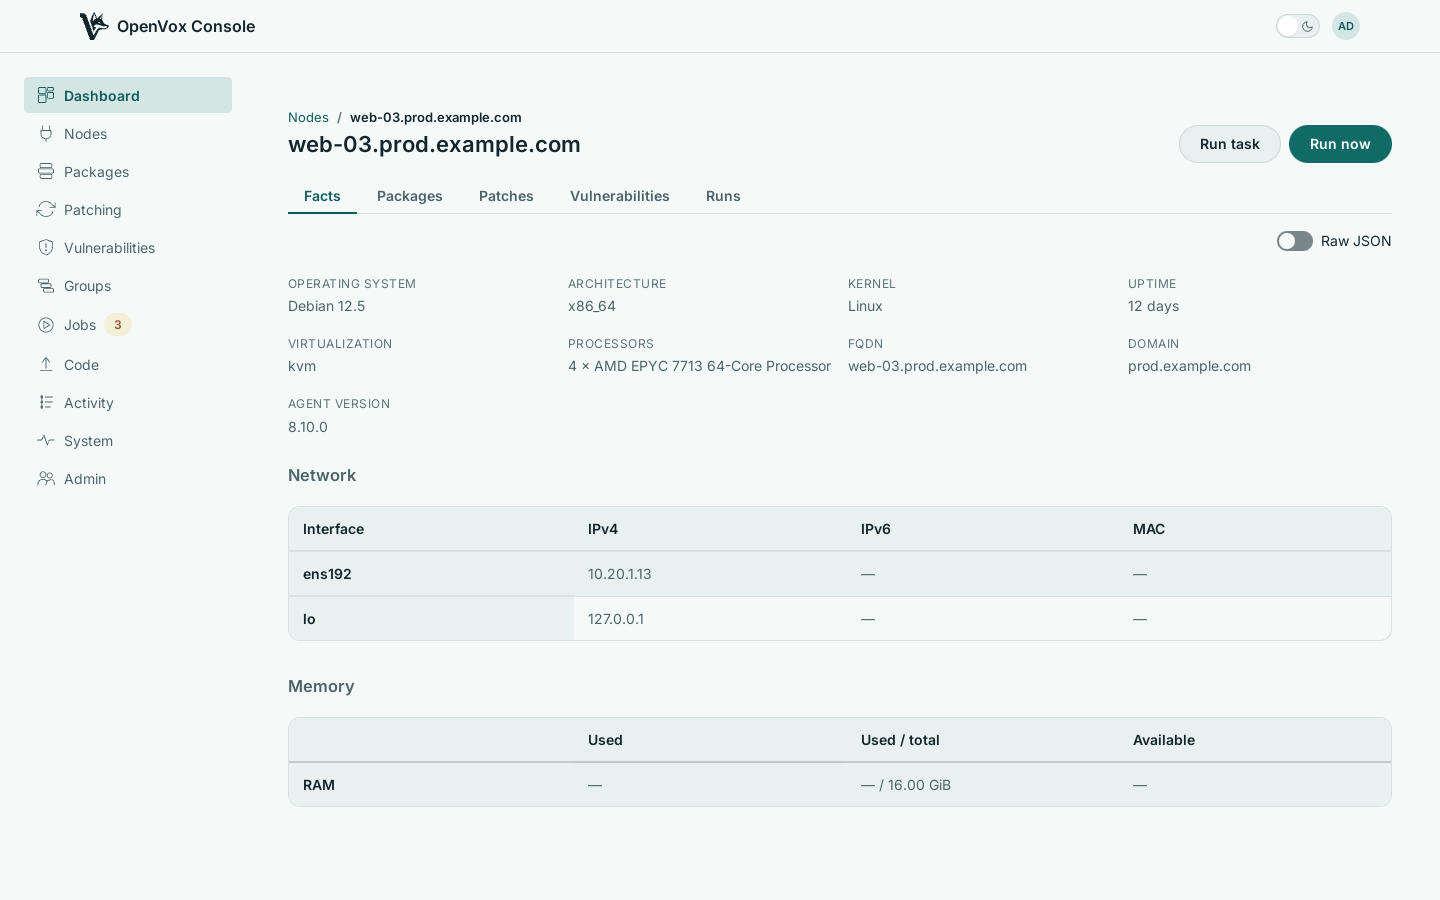 OpenVox Console
AD
Dashboard
Nodes
Packages
Patching
Vulnerabilities
Groups
Jobs 3
Code
Activity
System
Admin
Nodes / web-03.prod.example.com
web-03.prod.example.com
Run task
Run now
Facts Packages Patches Vulnerabilities Runs
Raw JSON
OPERATING SYSTEM ARCHITECTURE KERNEL UPTIME
Debian 12.5 x86_64 Linux 12 days
VIRTUALIZATION PROCESSORS FQDN DOMAIN
kvm 4 × AMD EPYC 7713 64-Core Processor web-03.prod.example.com prod.example.com
AGENT VERSION
8.10.0
Network
Interface IPv4 IPv6 MAC
ens192 10.20.1.13 — —
lo 127.0.0.1 — —
Memory
Used Used / total Available
RAM — — / 16.00 GiB —